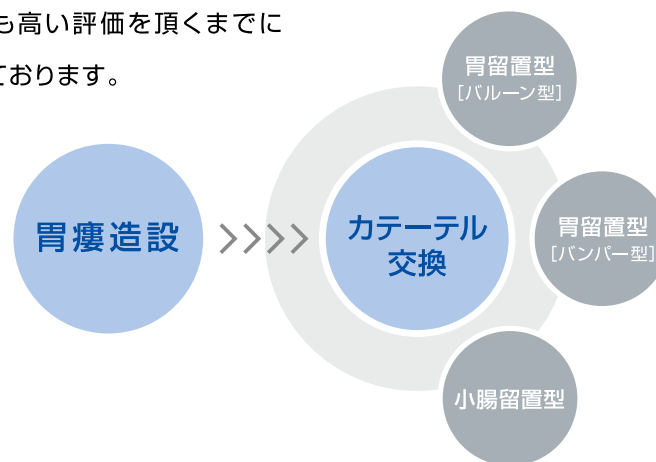 も高い評価を頂くまでに
ております。
胃瘻造設
カテーテル
交換
胃留置型
[バルーン型]
胃留置型
[バンパー型]
小腸留置型